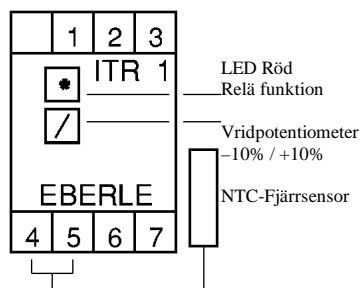 1 2 3
ITR 1
LED Röd
Relä funktion
Vridpotentiometer
–10% / +10%
NTC-Fjärrsensor
EBERLE
4 5 6 7